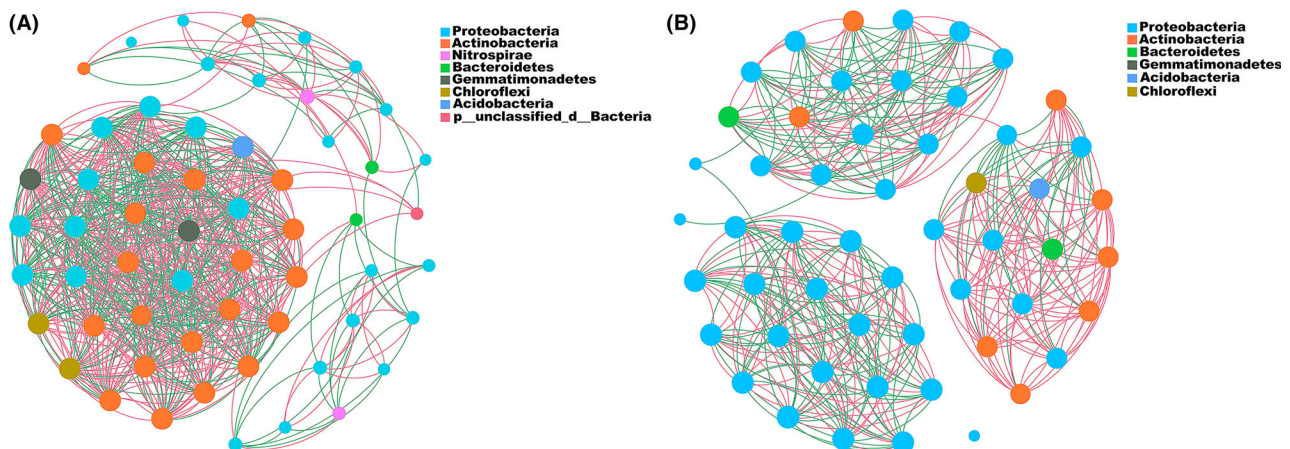 (A)
Proteobacteria
Actinobacteria
Nitrospirae
Bacteroidetes
Gemmatimonadetes
Chloroflexi
Acidobacteria
p__unclassified_d__Bacteria
(B)
Proteobacteria
Actinobacteria
Bacteroidetes
Gemmatimonadetes
Acidobacteria
Chloroflexi